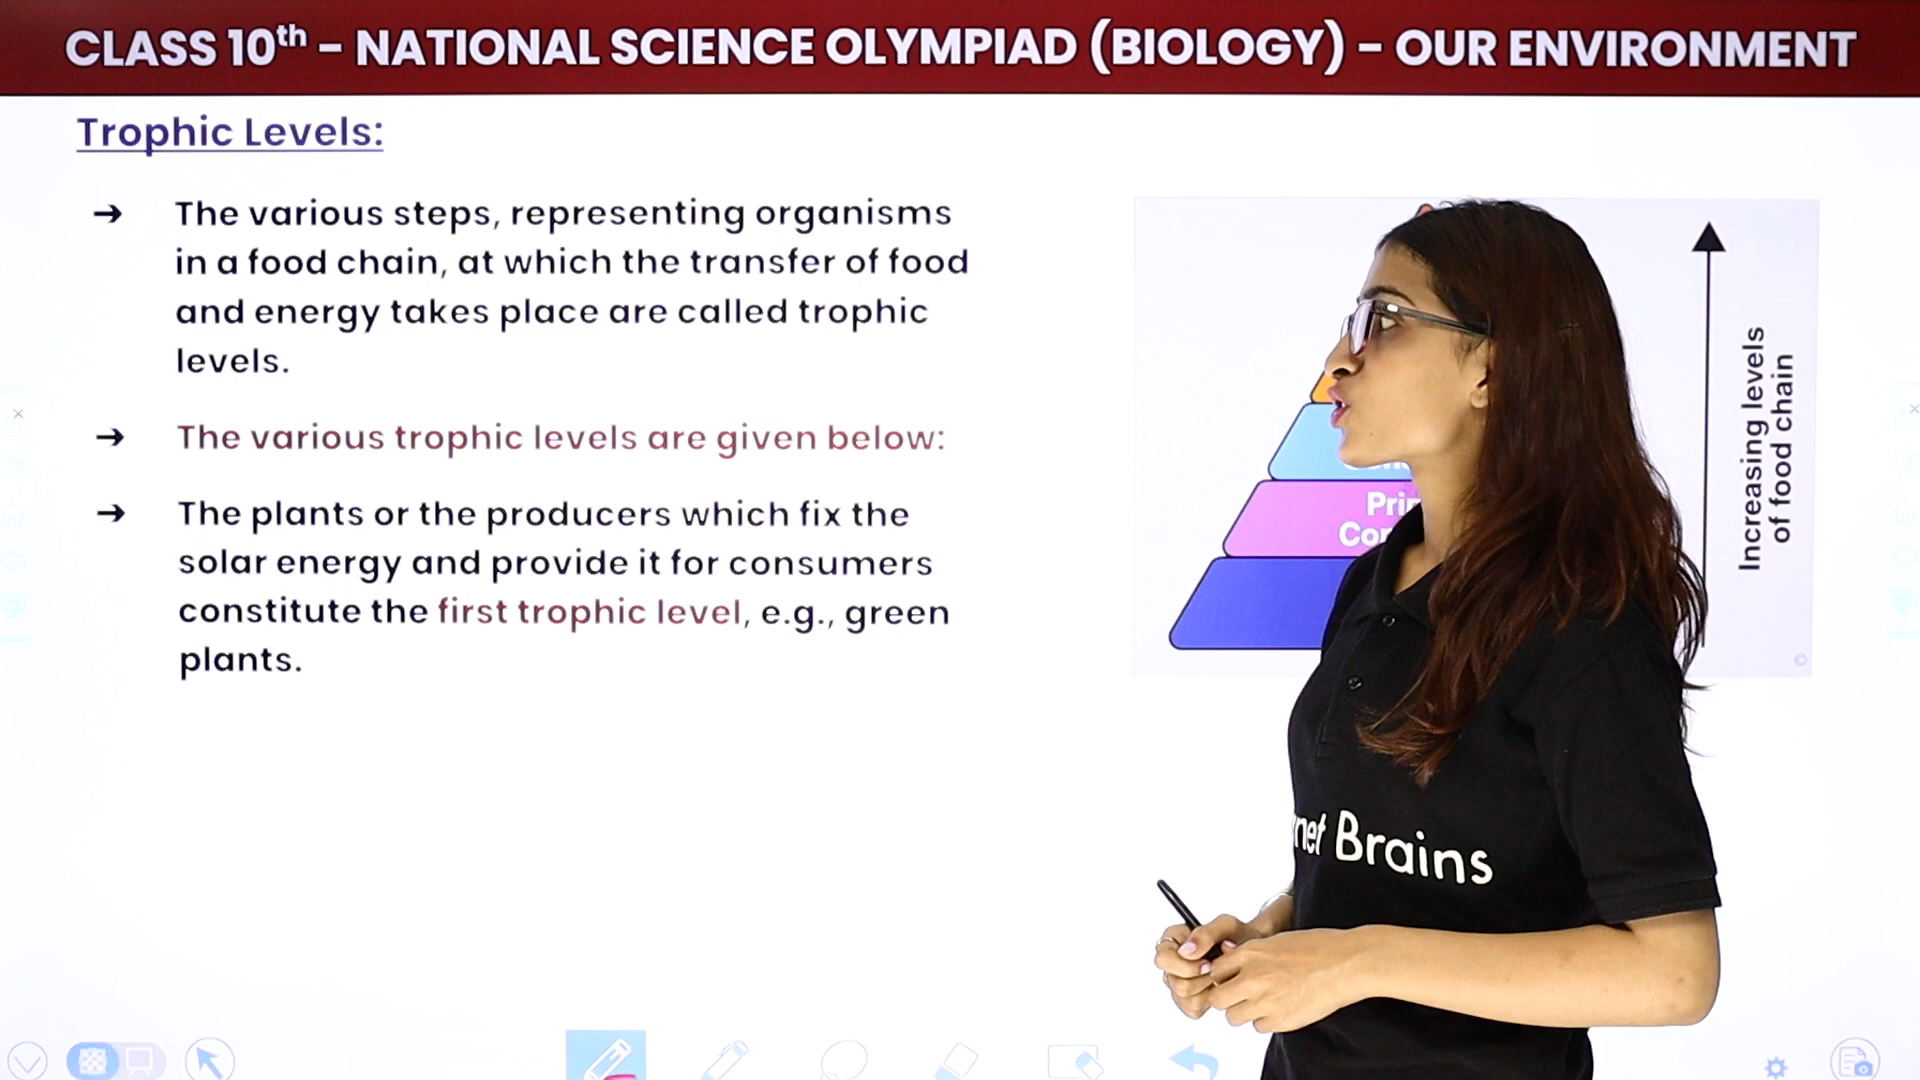 CLASS 10th – NATIONAL SCIENCE OLYMPIAD (BIOLOGY) – OUR ENVIRONMENT
Trophic Levels:
➔ The various steps, representing organisms
in a food chain, at which the transfer of food
and energy takes place are called trophic
levels.
➔ The various trophic levels are given below:
➔ The plants or the producers which fix the
solar energy and provide it for consumers
constitute the first trophic level, e.g., green
plants.
Increasing levels
of food chain
Brains